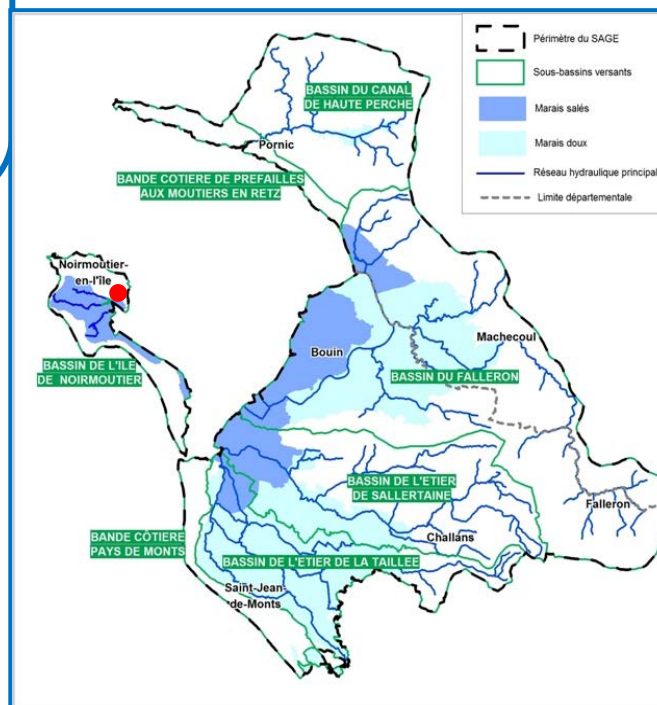 Périmètre du SAGE
Sous-bassins versants
Marais salés
Marais doux
Réseau hydraulique principal
Limite départementale
BASSIN DU CANAL
DE HAUTE PERCHE
Pornic
BANDE COTIERE DE PREFAILLES
AUX MOUTIERS EN RETZ
Noirmoutier-
en-l'île
BASSIN DE L'ILE
DE NOIRMOUTIER
Bouin
Machecoul
BASSIN DU FALLERON
BASSIN DE L'ETIER
DE SALLERTAINE
Falleron
Challans
BANDE CÔTIERE
PAYS DE MONTS
BASSIN DE L'ETIER DE LA TAILLEE
Saint-Jean-
de-Monts